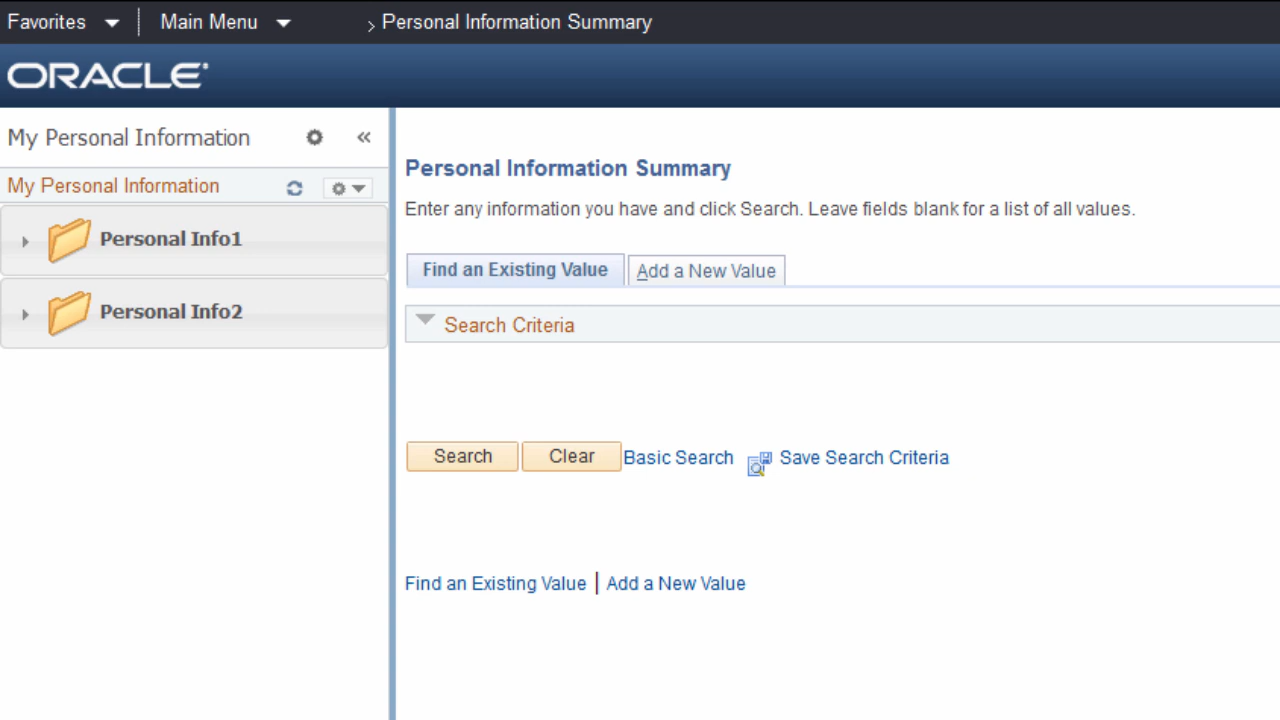 Favorites Main Menu > Personal Information Summary
ORACLE
My Personal Information «
My Personal Information
Personal Info1
Personal Info2
Personal Information Summary
Enter any information you have and click Search. Leave fields blank for a list of all values.
Find an Existing Value Add a New Value
Search Criteria
Search Clear Basic Search Save Search Criteria
Find an Existing Value | Add a New Value